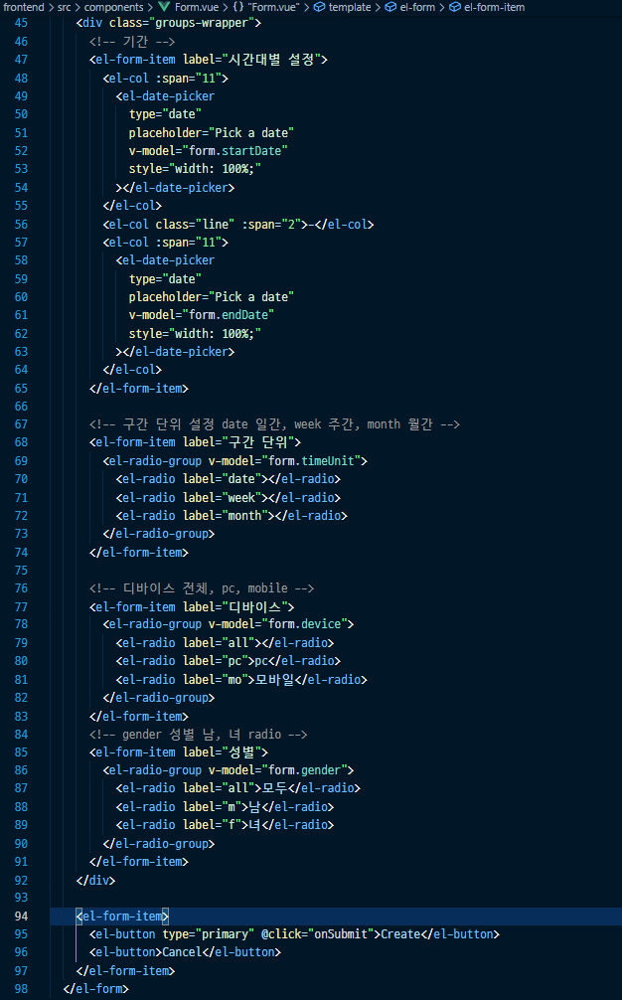 frontend > src > components > Form.vue > {} "Form.vue" > template > el-form > el-form-item
45 <div class="groups-wrapper">
46 <!-- 기간 -->
47 <el-form-item label="시간대별 설정">
48 <el-col :span="11">
49 <el-date-picker
50 type="date"
51 placeholder="Pick a date"
52 v-model="form.startDate"
53 style="width: 100%;"
54 ></el-date-picker>
55 </el-col>
56 <el-col class="line" :span="2">-</el-col>
57 <el-col :span="11">
58 <el-date-picker
59 type="date"
60 placeholder="Pick a date"
61 v-model="form.endDate"
62 style="width: 100%;"
63 ></el-date-picker>
64 </el-col>
65 </el-form-item>
66
67 <!-- 구간 단위 설정 date 일간, week 주간, month 월간 -->
68 <el-form-item label="구간 단위">
69 <el-radio-group v-model="form.timeUnit">
70 <el-radio label="date"></el-radio>
71 <el-radio label="week"></el-radio>
72 <el-radio label="month"></el-radio>
73 </el-radio-group>
74 </el-form-item>
75
76 <!-- 디바이스 전체, pc, mobile -->
77 <el-form-item label="디바이스">
78 <el-radio-group v-model="form.device">
79 <el-radio label="all"></el-radio>
80 <el-radio label="pc">pc</el-radio>
81 <el-radio label="mo">모바일</el-radio>
82 </el-radio-group>
83 </el-form-item>
84 <!-- gender 성별 남, 녀 radio -->
85 <el-form-item label="성별">
86 <el-radio-group v-model="form.gender">
87 <el-radio label="all">모두</el-radio>
88 <el-radio label="m">남</el-radio>
89 <el-radio label="f">녀</el-radio>
90 </el-radio-group>
91 </el-form-item>
92 </div>
93
94 <el-form-item>
95 <el-button type="primary" @click="onSubmit">Create</el-button>
96 <el-button>Cancel</el-button>
97 </el-form-item>
98 </el-form>